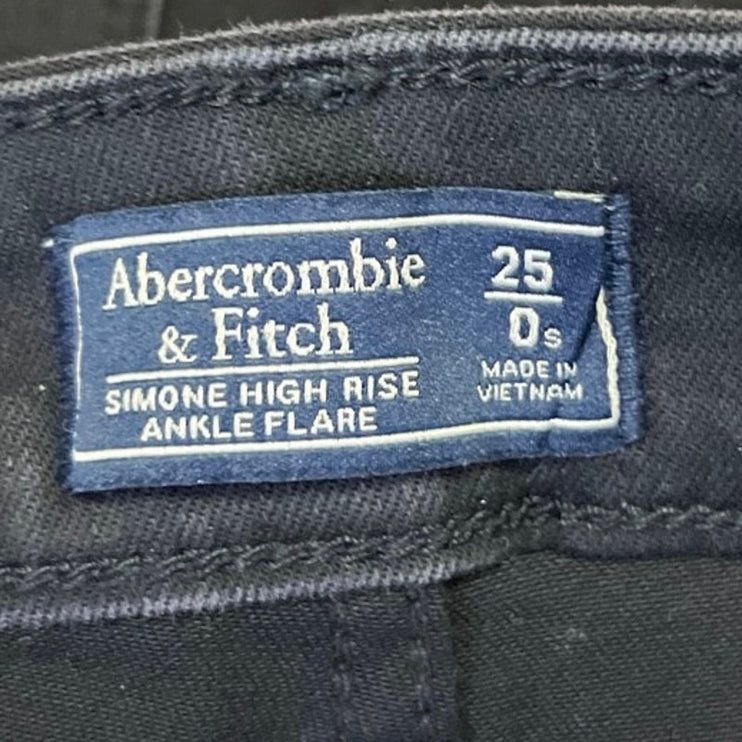 Abercrombie
& Fitch
SIMONE HIGH RISE
ANKLE FLARE
25
0s
MADE IN
VIETNAM